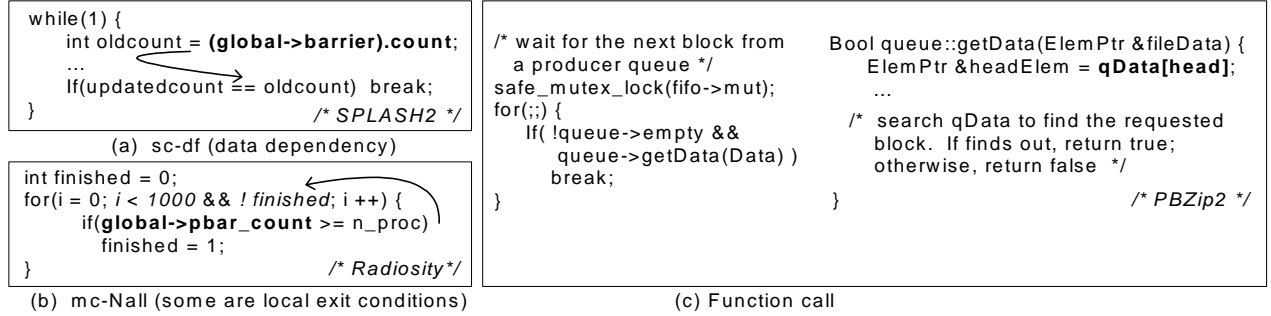 while(1) {
int oldcount = (global->barrier).count;
...
If(updatedcount == oldcount) break;
}
/* SPLASH2 */
(a) sc-df (data dependency)
int finished = 0;
for(i = 0; i < 1000 && ! finished; i ++) {
if(global->pbar_count >= n_proc)
finished = 1;
}
/* Radiosity*/
(b) mc-Nall (some are local exit conditions)
/* wait for the next block from
a producer queue */
safe_mutex_lock(fifo->mut);
for(;;) {
If( !queue->empty &&
queue->getData(Data) )
break;
}
Bool queue::getData(ElemPtr &fileData) {
ElemPtr &headElem = qData[head];
...
/* search qData to find the requested
block. If finds out, return true;
otherwise, return false */
}
/* PBZip2 */
(c) Function call